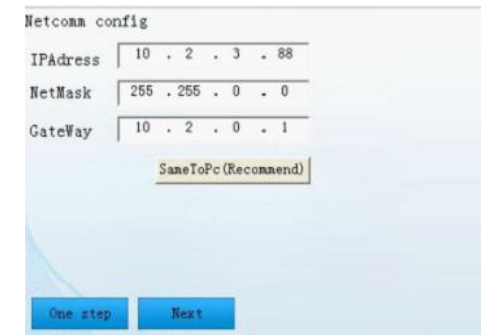 Netcomm config
IPAdress 10 . 2 . 3 . 88
NetMask 255 . 255 . 0 . 0
GateWay 10 . 2 . 0 . 1
SameToPc(Recommend)
One step Next